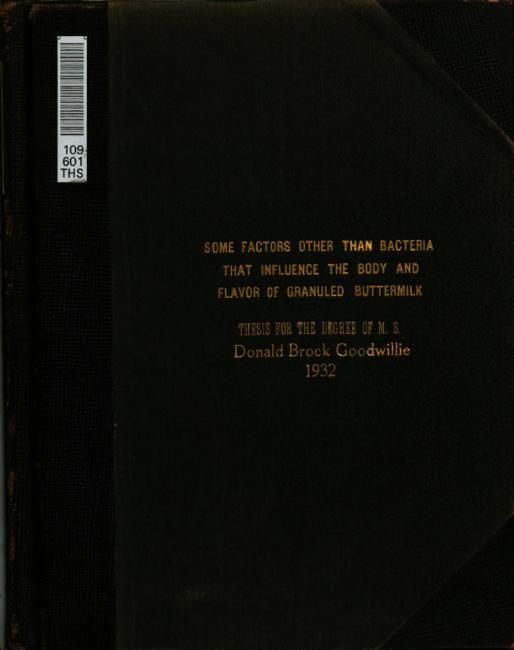 109
601
THS
SOME FACTORS OTHER THAN BACTERIA
THAT INFLUENCE THE BODY AND
FLAVOR OF GRANULED BUTTERMILK
THESIS FOR THE DEGREE OF M. S.
Donald Brock Goodwillie
1932